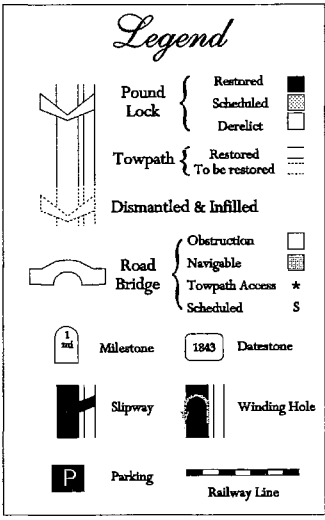 Legend
Pound Lock
Restored
Scheduled
Derelict
Towpath
Restored
To be restored
Dismantled & Infilled
Road Bridge
Obstruction
Navigable
Towpath Access *
Scheduled S
1 mi
Milestone
1843
Datestone
Slipway
Winding Hole
P
Parking
Railway Line